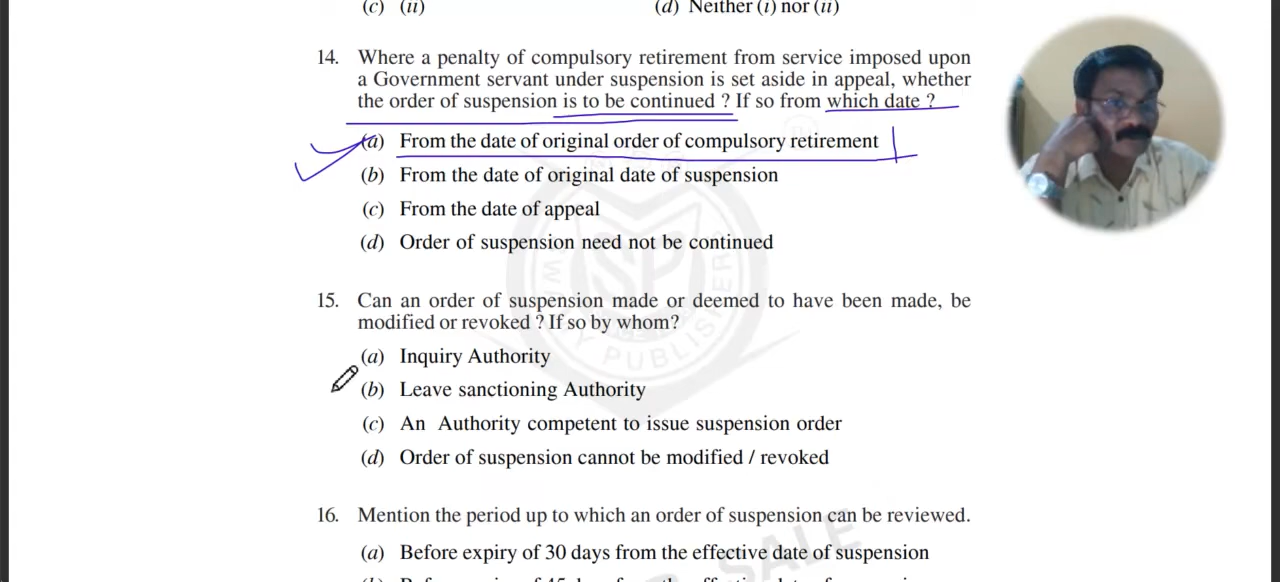 (c) (ii) (d) Neither (i) nor (ii)
14. Where a penalty of compulsory retirement from service imposed upon
a Government servant under suspension is set aside in appeal, whether
the order of suspension is to be continued ? If so from which date ?
(a) From the date of original order of compulsory retirement
(b) From the date of original date of suspension
(c) From the date of appeal
(d) Order of suspension need not be continued
15. Can an order of suspension made or deemed to have been made, be
modified or revoked ? If so by whom?
(a) Inquiry Authority
(b) Leave sanctioning Authority
(c) An Authority competent to issue suspension order
(d) Order of suspension cannot be modified / revoked
16. Mention the period up to which an order of suspension can be reviewed.
(a) Before expiry of 30 days from the effective date of suspension
SP
SWAMY PUBLISHERS
SALE